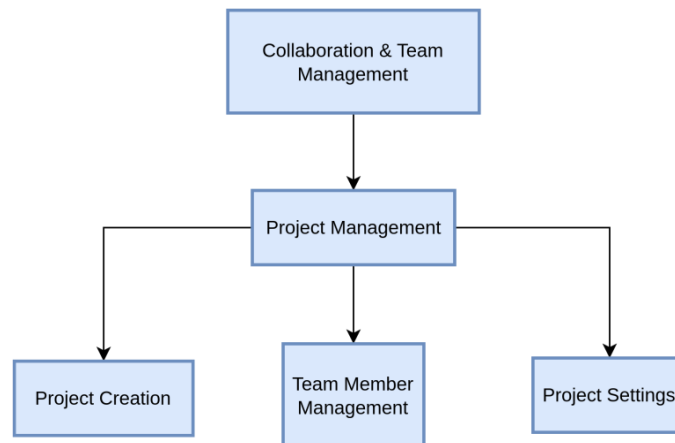 Collaboration & Team
Management
Project Management
Project Creation
Team Member
Management
Project Settings